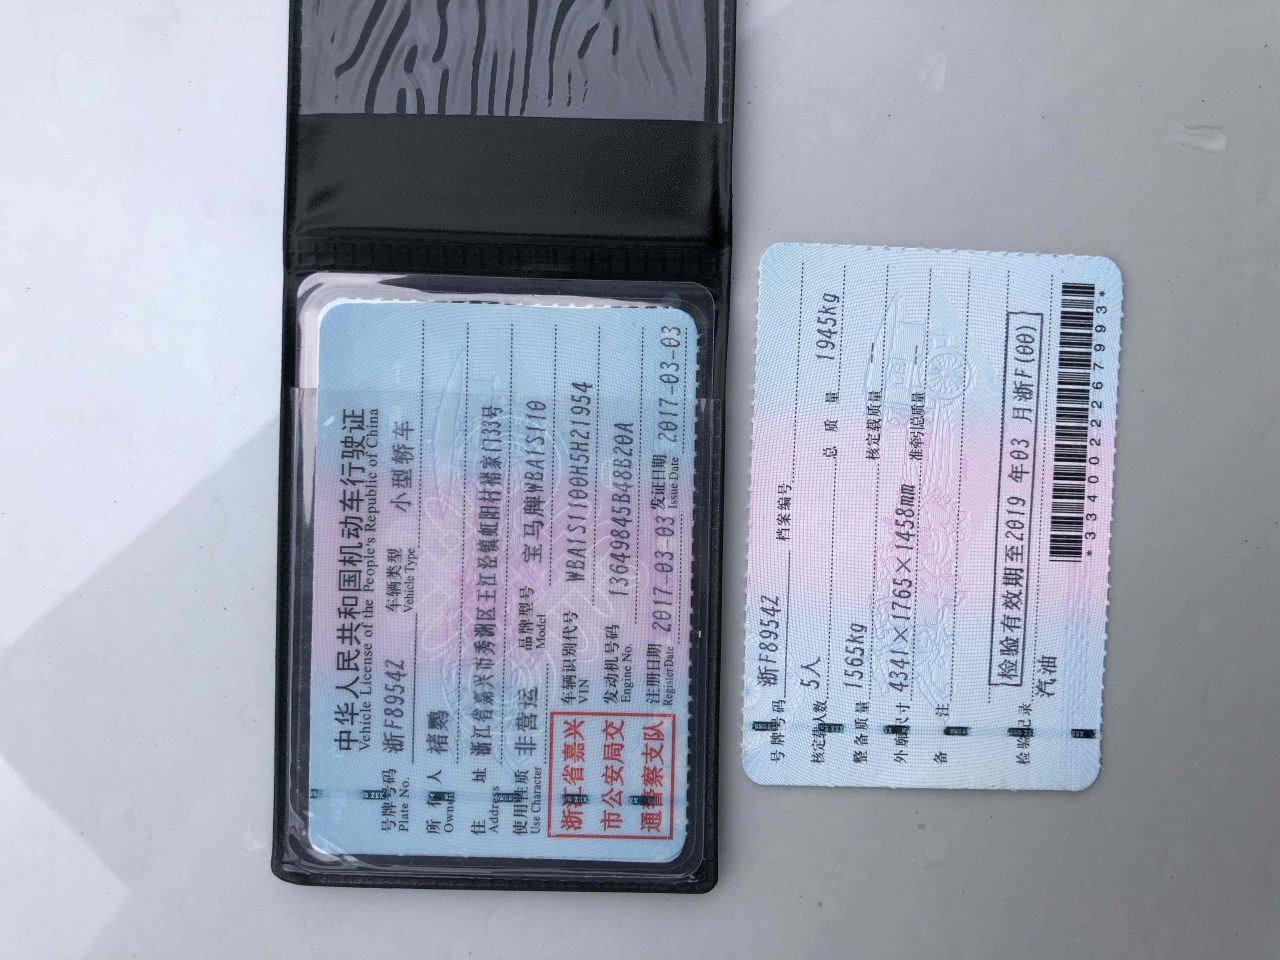 中华人民共和国机动车行驶证
Vehicle License of the People's Republic of China
号牌号码 浙F89542 车辆类型 小型轿车
Plate No. Vehicle Type
所有人 褚鹦
Owner
住址 浙江省嘉兴市秀洲区王江泾镇虹阳村褚家门33号
Address
使用性质 非营运 品牌型号 宝马牌WBA1S110
Use Character Model
浙江省嘉兴
市公安局交
通警察支队
车辆识别代号 WBA1S1100H5H21954
VIN
发动机号码 13649845B48B20A
Engine No.
注册日期 2017-03-03 发证日期 2017-03-03
Register Date Issue Date
号牌号码 浙F89542 档案编号
核定载人数 5人 总质量 1945kg
整备质量 1565kg 核定载质量 --
外廓尺寸 4341×1765×1458mm 准牵引总质量 --
备注
检验有效期至2019年03月浙F(00)
检验记录 汽油
*3340022267993*